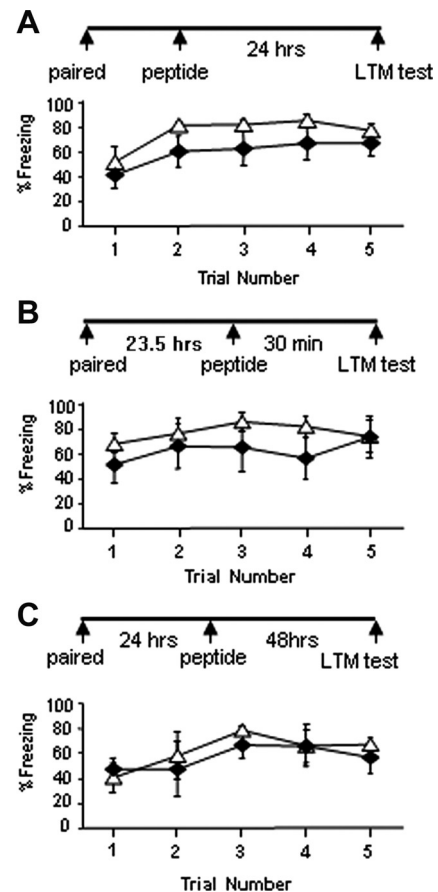 A
24 hrs
paired peptide LTM test
% Freezing
100
80
60
40
20
0
1 2 3 4 5
Trial Number
B
23.5 hrs 30 min
paired peptide LTM test
% Freezing
100
80
60
40
20
0
1 2 3 4 5
Trial Number
C
24 hrs 48hrs
paired peptide LTM test
% Freezing
100
80
60
40
20
0
1 2 3 4 5
Trial Number